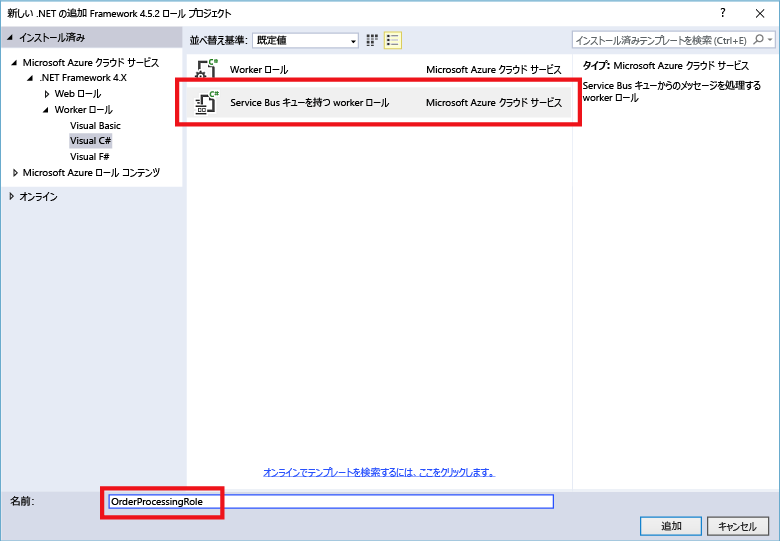 新しい .NET の追加 Framework 4.5.2 ロール プロジェクト
?
インストール済み
並べ替え基準: 既定値
インストール済みテンプレートを検索 (Ctrl+E)
Microsoft Azure クラウド サービス
.NET Framework 4.X
Web ロール
Worker ロール
Visual Basic
Visual C#
Visual F#
Microsoft Azure ロール コンテンツ
オンライン
C#
Worker ロール Microsoft Azure クラウド サービス
C#
Service Bus キューを持つ worker ロール Microsoft Azure クラウド サービス
タイプ: Microsoft Azure クラウド サービス
Service Bus キューからのメッセージを処理する
worker ロール
オンラインでテンプレートを検索するには、ここをクリックします。
名前: OrderProcessingRole
追加 キャンセル